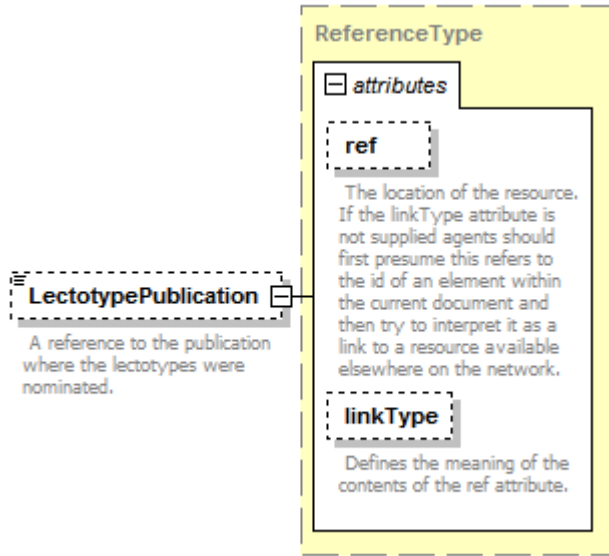 ReferenceType
attributes
ref
The location of the resource.
If the linkType attribute is
not supplied agents should
first presume this refers to
the id of an element within
the current document and
then try to interpret it as a
link to a resource available
elsewhere on the network.
LectotypePublication
A reference to the publication
where the lectotypes were
nominated.
linkType
Defines the meaning of the
contents of the ref attribute.